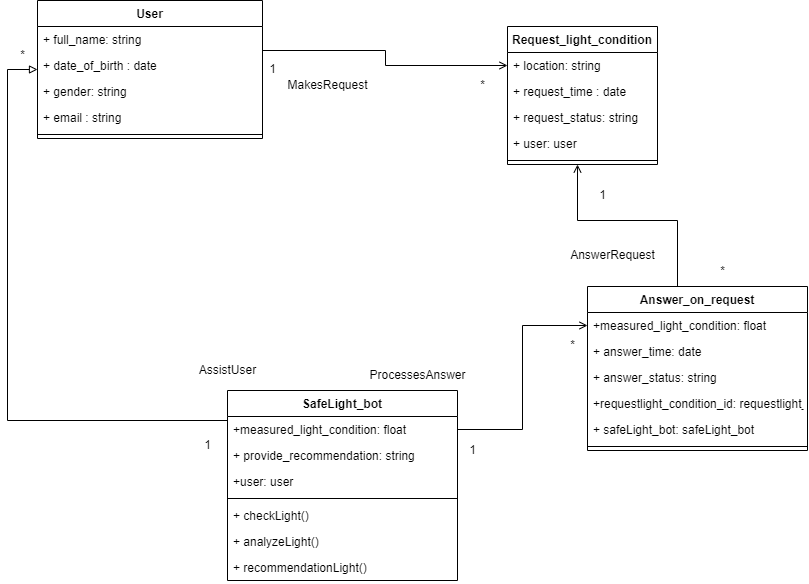 User
+ full_name: string
+ date_of_birth : date
+ gender: string
+ email : string
*
1
MakesRequest
*
Request_light_condition
+ location: string
+ request_time : date
+ request_status: string
+ user: user
1
AnswerRequest
*
Answer_on_request
+measured_light_condition: float
+ answer_time: date
+ answer_status: string
+requestlight_condition_id: requestlight_
+ safeLight_bot: safeLight_bot
*
AssistUser
ProcessesAnswer
1
1
SafeLight_bot
+measured_light_condition: float
+ provide_recommendation: string
+user: user
+ checkLight()
+ analyzeLight()
+ recommendationLight()